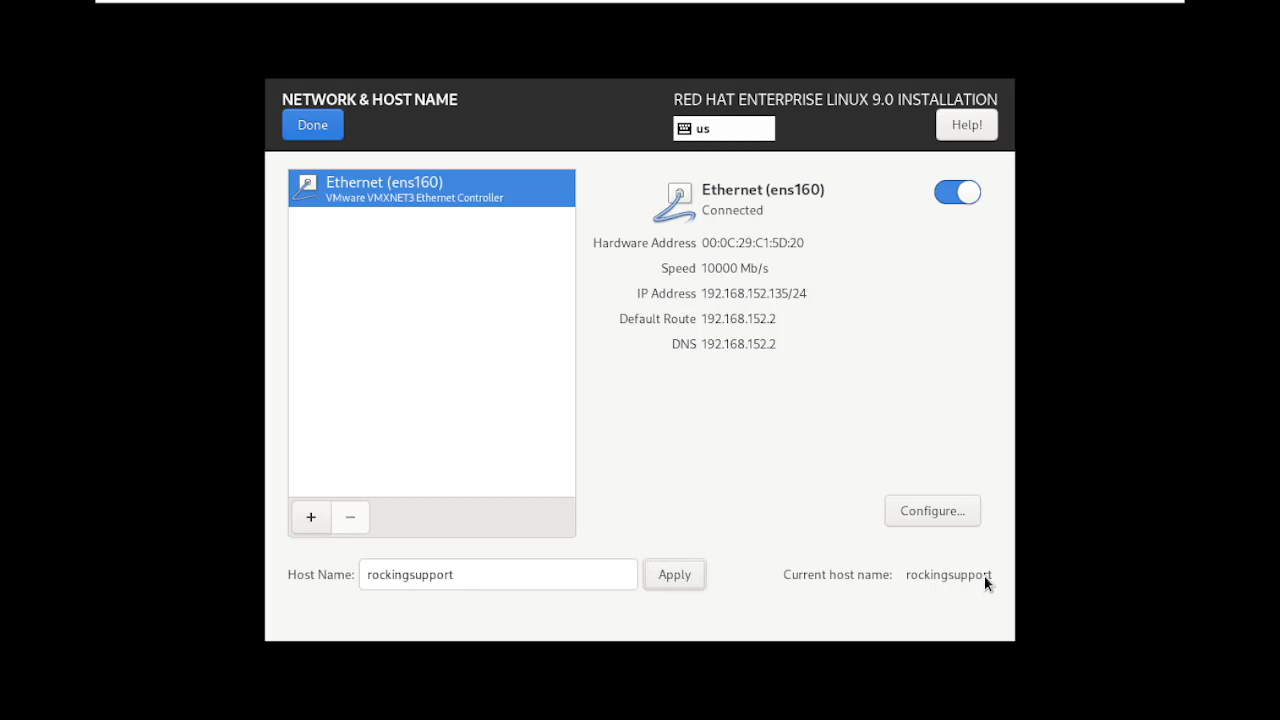 NETWORK & HOST NAME
RED HAT ENTERPRISE LINUX 9.0 INSTALLATION
Done
us
Help!
Ethernet (ens160)
VMware VMXNET3 Ethernet Controller
Ethernet (ens160)
Connected
Hardware Address 00:0C:29:C1:5D:20
Speed 10000 Mb/s
IP Address 192.168.152.135/24
Default Route 192.168.152.2
DNS 192.168.152.2
+ −
Configure...
Host Name: rockingsupport Apply Current host name: rockingsupport